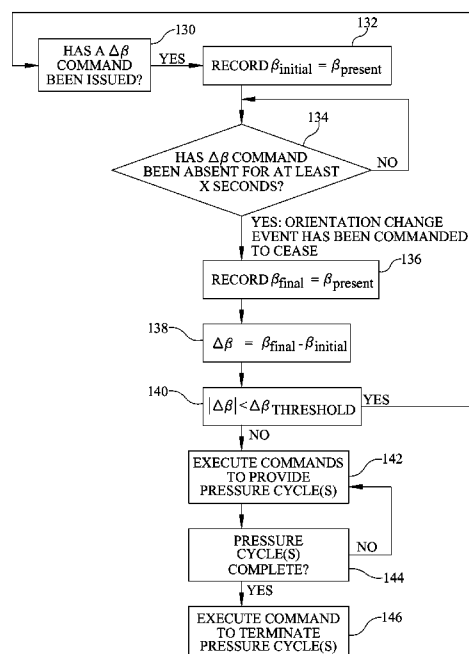 130
HAS A Δβ
COMMAND
BEEN ISSUED?
YES
132
RECORD βinitial = βpresent
134
HAS Δβ COMMAND
BEEN ABSENT FOR AT LEAST
X SECONDS?
NO
YES: ORIENTATION CHANGE
EVENT HAS BEEN COMMANDED
TO CEASE
136
RECORD βfinal = βpresent
138
Δβ = βfinal - βinitial
140
|Δβ| < Δβ THRESHOLD
YES
NO
EXECUTE COMMANDS
TO PROVIDE
PRESSURE CYCLE(S)
142
PRESSURE
CYCLE(S)
COMPLETE?
NO
144
YES
EXECUTE COMMAND
TO TERMINATE
PRESSURE CYCLE(S)
146